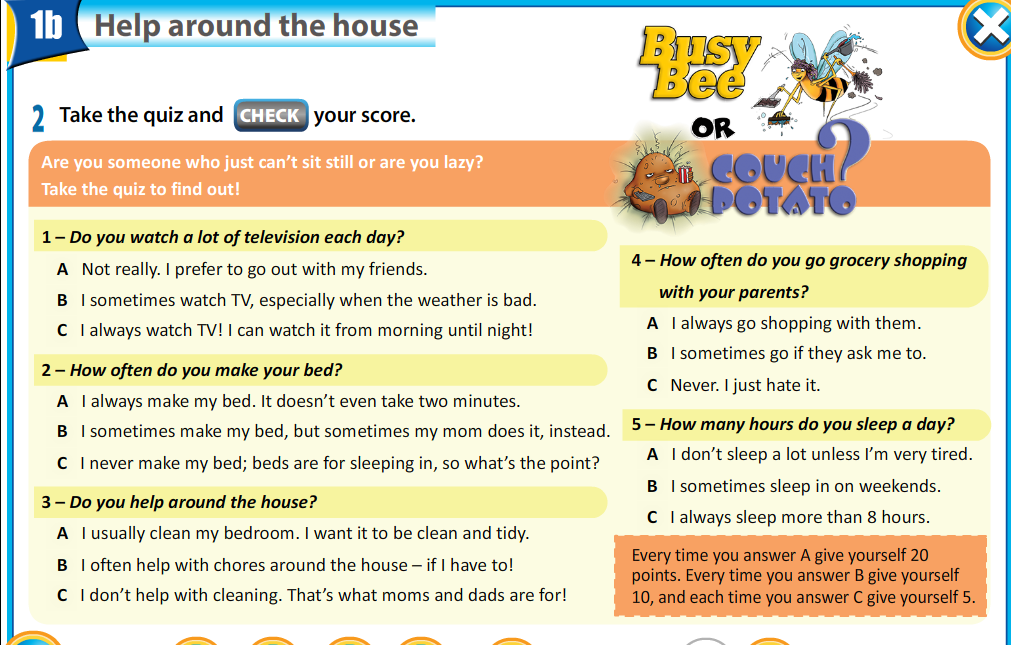 1b Help around the house
Busy
Bee
OR
COUCH?
POTATO
2 Take the quiz and CHECK your score.
Are you someone who just can't sit still or are you lazy?
Take the quiz to find out!
1 – Do you watch a lot of television each day?
A Not really. I prefer to go out with my friends.
B I sometimes watch TV, especially when the weather is bad.
C I always watch TV! I can watch it from morning until night!
2 – How often do you make your bed?
A I always make my bed. It doesn't even take two minutes.
B I sometimes make my bed, but sometimes my mom does it, instead.
C I never make my bed; beds are for sleeping in, so what's the point?
3 – Do you help around the house?
A I usually clean my bedroom. I want it to be clean and tidy.
B I often help with chores around the house – if I have to!
C I don't help with cleaning. That's what moms and dads are for!
4 – How often do you go grocery shopping
with your parents?
A I always go shopping with them.
B I sometimes go if they ask me to.
C Never. I just hate it.
5 – How many hours do you sleep a day?
A I don't sleep a lot unless I'm very tired.
B I sometimes sleep in on weekends.
C I always sleep more than 8 hours.
Every time you answer A give yourself 20
points. Every time you answer B give yourself
10, and each time you answer C give yourself 5.